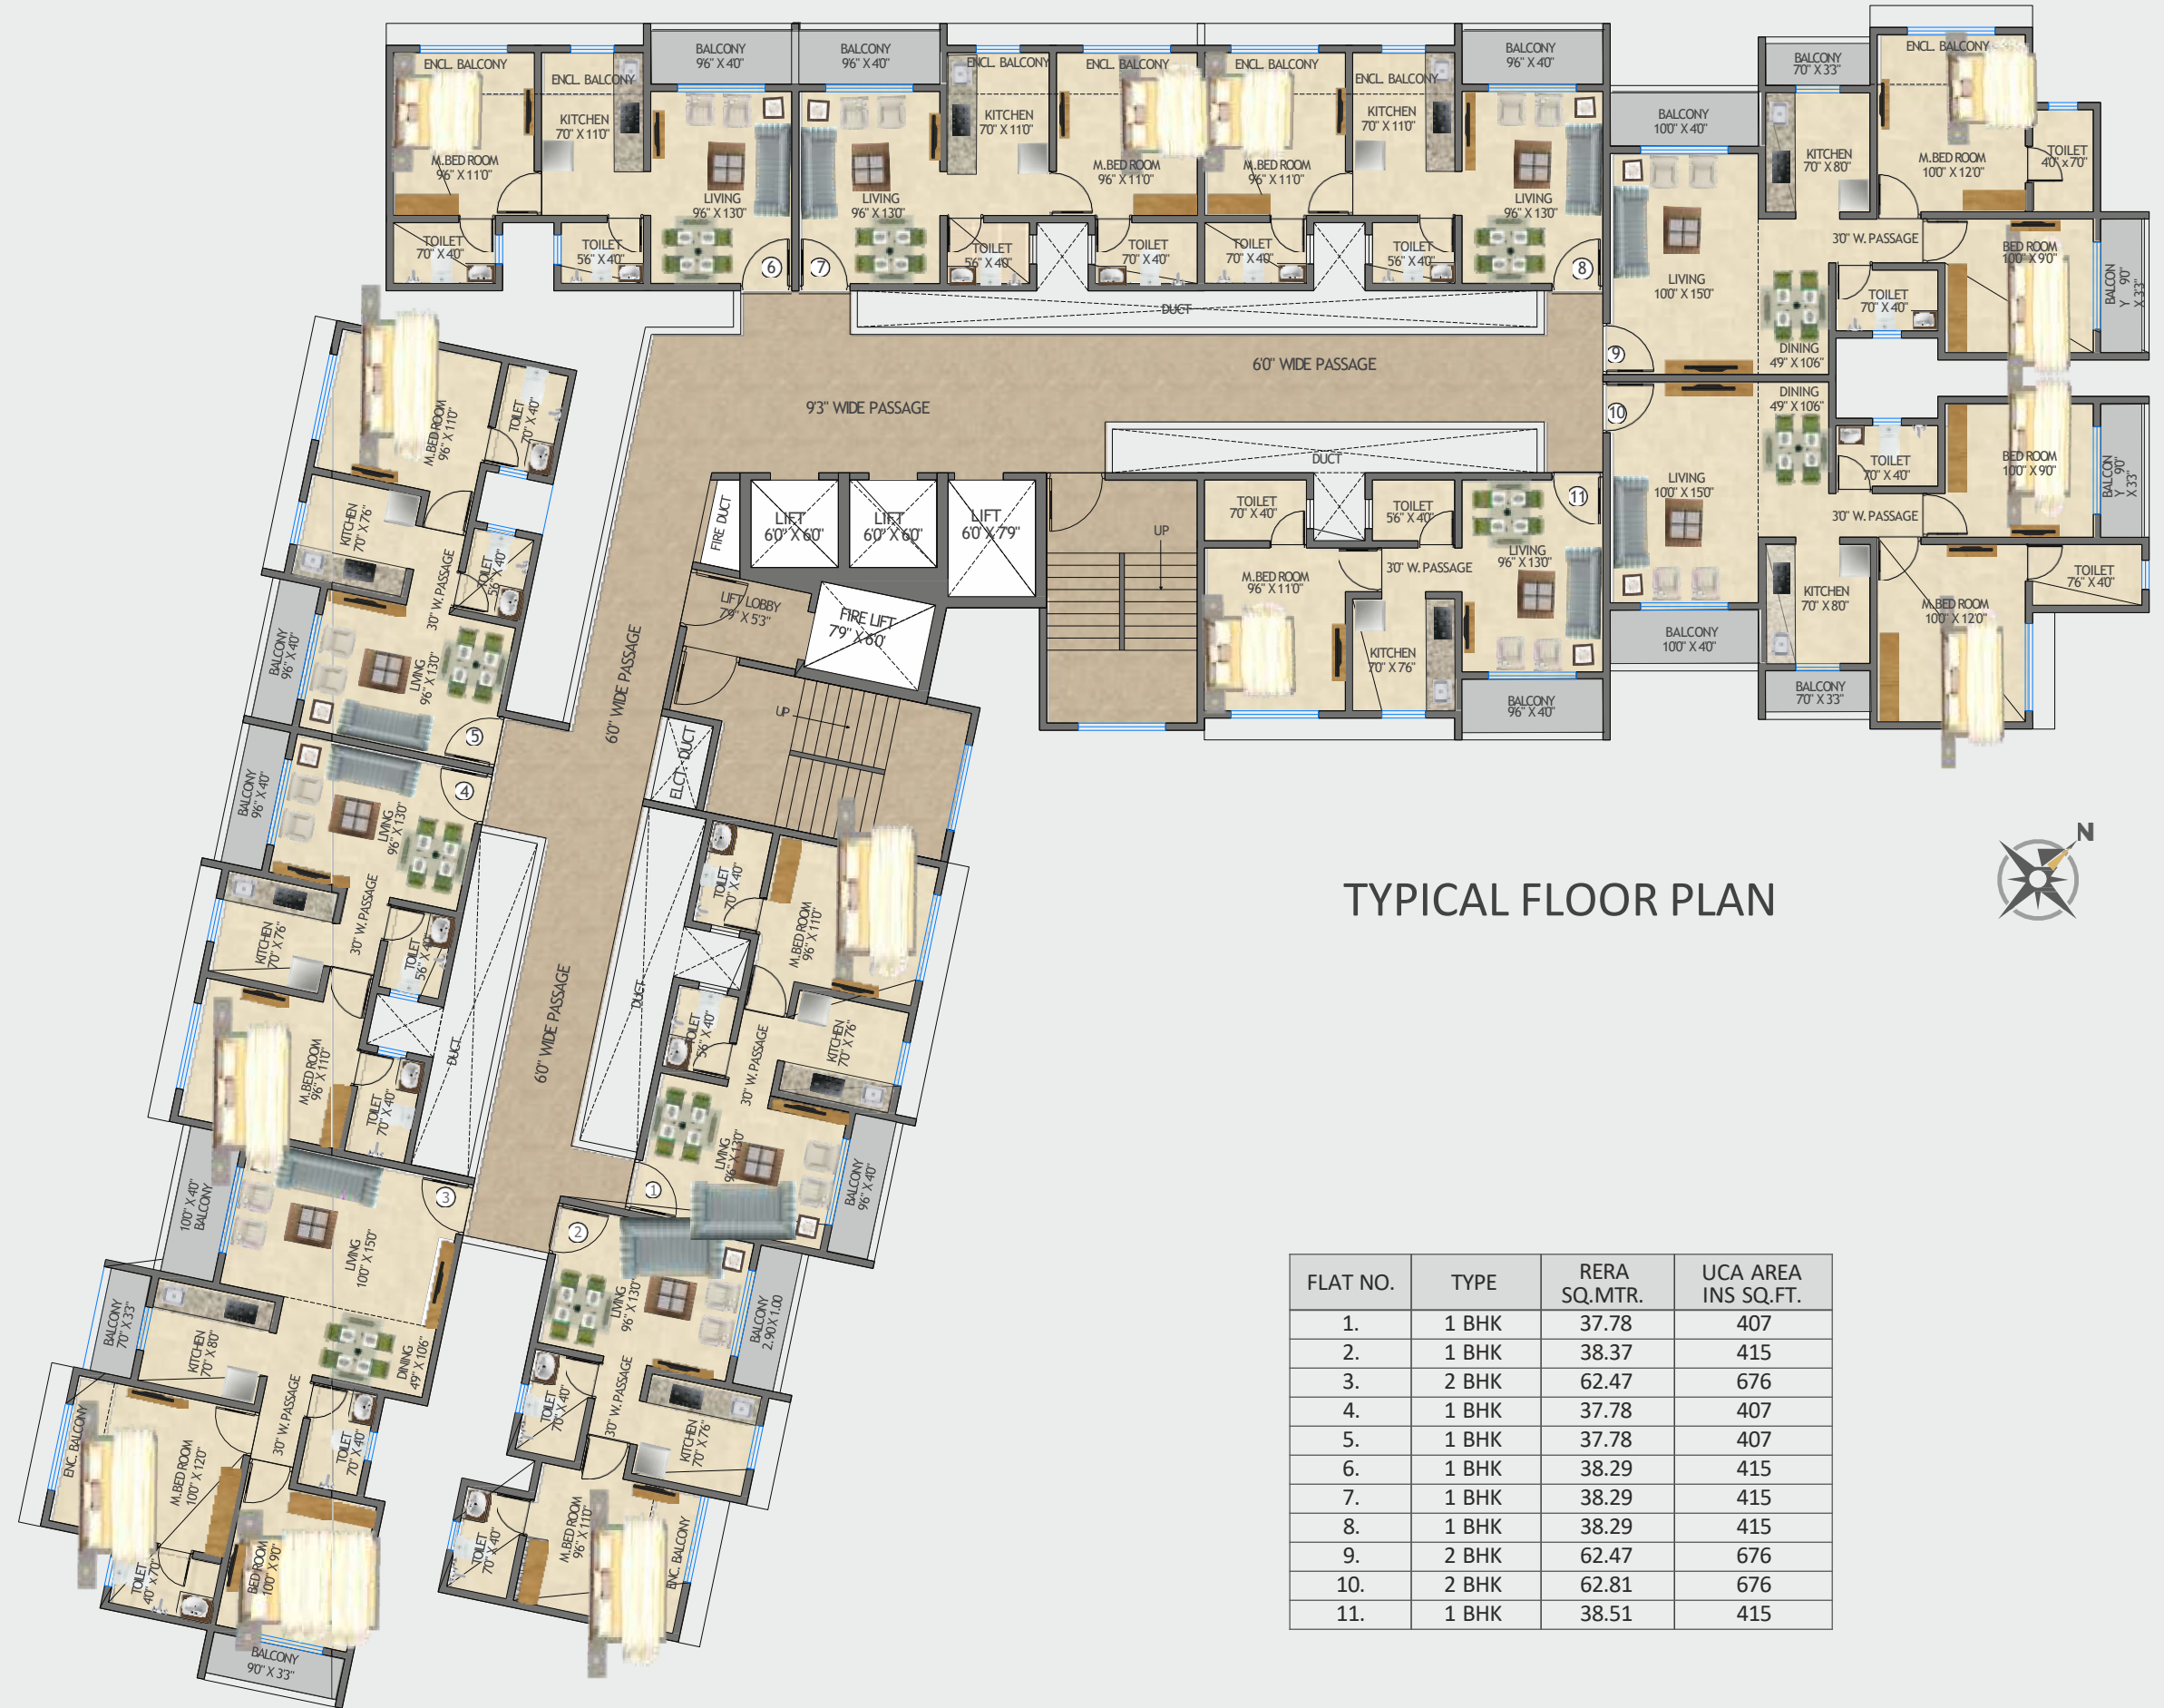 BALCONY
9'6" X 4'0"
BALCONY
9'6" X 4'0"
BALCONY
9'6" X 4'0"
ENCL. BALCONY
ENCL. BALCONY
ENCL. BALCONY
ENCL. BALCONY
ENCL. BALCONY
ENCL. BALCONY
ENCL. BALCONY
BALCONY
7'0" X 3'3"
M.BED ROOM
9'6" X 11'0"
KITCHEN
7'0" X 11'0"
LIVING
9'6" X 13'0"
LIVING
9'6" X 13'0"
KITCHEN
7'0" X 11'0"
M.BED ROOM
9'6" X 11'0"
M.BED ROOM
9'6" X 11'0"
KITCHEN
7'0" X 11'0"
LIVING
9'6" X 13'0"
BALCONY
10'0" X 4'0"
KITCHEN
7'0" X 8'0"
M.BED ROOM
10'0" X 12'0"
TOILET
4'0" x 7'0"
TOILET
7'0" X 4'0"
TOILET
5'6" X 4'0"
6
7
TOILET
5'6" X 4'0"
TOILET
7'0" X 4'0"
TOILET
7'0" X 4'0"
TOILET
5'6" X 4'0"
8
3'0" W. PASSAGE
BED ROOM
10'0" X 9'0"
BALCON
Y 9'0"
X 3'3"
LIVING
10'0" X 15'0"
TOILET
7'0" X 4'0"
DUCT
DINING
4'9" X 10'6"
9
6'0" WIDE PASSAGE
9'3" WIDE PASSAGE
10
DINING
4'9" X 10'6"
DUCT
LIVING
10'0" X 15'0"
TOILET
7'0" X 4'0"
BED ROOM
10'0" X 9'0"
BALCON
Y 9'0"
X 3'3"
3'0" W. PASSAGE
KITCHEN
7'0" X 8'0"
M.BED ROOM
10'0" X 12'0"
TOILET
7'6" X 4'0"
BALCONY
10'0" X 4'0"
BALCONY
7'0" X 3'3"
FIRE DUCT
LIFT
6'0" X 6'0"
LIFT
6'0" X 6'0"
LIFT
6'0" X 7'9"
UP
TOILET
7'0" X 4'0"
TOILET
5'6" X 4'0"
11
LIVING
9'6" X 13'0"
M.BED ROOM
9'6" X 11'0"
3'0" W. PASSAGE
KITCHEN
7'0" X 7'6"
BALCONY
9'6" X 4'0"
LIFT LOBBY
7'9" X 5'3"
FIRE LIFT
7'9" X 6'0"
UP
ELCT. DUCT
6'0" WIDE PASSAGE
M.BED ROOM
9'6" X 11'0"
TOILET
7'0" X 4'0"
KITCHEN
7'0" X 7'6"
TOILET
5'6" X 4'0"
3'0" W. PASSAGE
BALCONY
9'6" X 4'0"
LIVING
9'6" X 13'0"
5
BALCONY
9'6" X 4'0"
LIVING
9'6" X 13'0"
4
KITCHEN
7'0" X 7'6"
3'0" W. PASSAGE
TOILET
5'6" X 4'0"
M.BED ROOM
9'6" X 11'0"
TOILET
7'0" X 4'0"
DUCT
6'0" WIDE PASSAGE
DUCT
TOILET
7'0" X 4'0"
M.BED ROOM
9'6" X 11'0"
TOILET
5'6" X 4'0"
3'0" W. PASSAGE
KITCHEN
7'0" X 7'6"
LIVING
9'6" X 13'0"
BALCONY
9'6" X 4'0"
1
2
LIVING
9'6" X 13'0"
BALCONY
2.90 X 1.00
TOILET
7'0" X 4'0"
3'0" W. PASSAGE
KITCHEN
7'0" X 7'6"
TOILET
7'0" X 4'0"
M.BED ROOM
9'6" X 11'0"
ENC. BALCONY
3
10'0" X 4'0"
BALCONY
LIVING
10'0" X 15'0"
BALCONY
7'0" X 3'3"
KITCHEN
7'0" X 8'0"
DINING
4'9" X 10'6"
3'0" W. PASSAGE
TOILET
7'0" X 4'0"
ENC. BALCONY
M.BED ROOM
10'0" X 12'0"
TOILET
4'0" X 7'0"
BED ROOM
10'0" X 9'0"
BALCONY
9'0" X 3'3"
N
TYPICAL FLOOR PLAN
FLAT NO. TYPE RERA SQ.MTR. UCA AREA INS SQ.FT.
1. 1 BHK 37.78 407
2. 1 BHK 38.37 415
3. 2 BHK 62.47 676
4. 1 BHK 37.78 407
5. 1 BHK 37.78 407
6. 1 BHK 38.29 415
7. 1 BHK 38.29 415
8. 1 BHK 38.29 415
9. 2 BHK 62.47 676
10. 2 BHK 62.81 676
11. 1 BHK 38.51 415